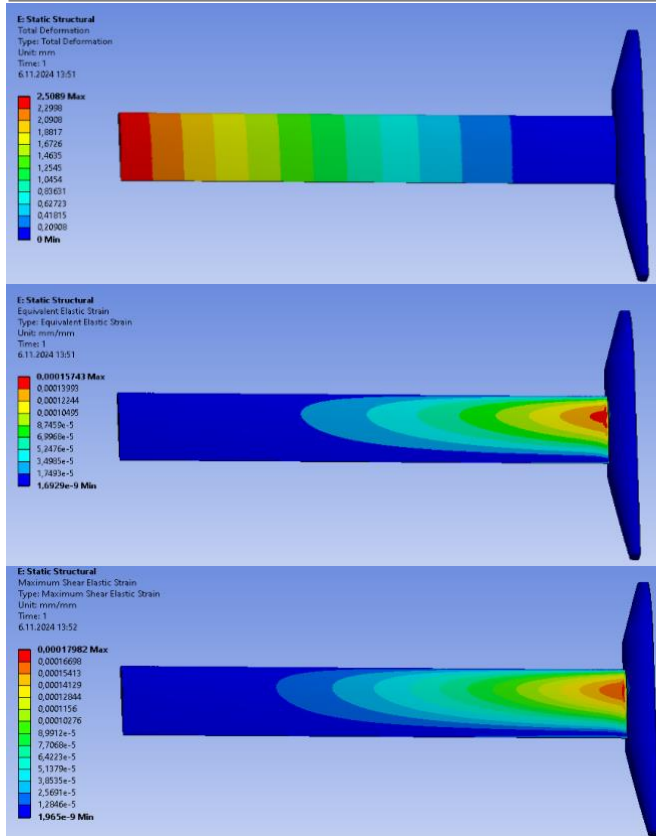 E: Static Structural
Total Deformation
Type: Total Deformation
Unit: mm
Time: 1
6.11.2024 13:51
2,5089 Max
2,2998
2,0908
1,8817
1,6726
1,4635
1,2545
1,0454
0,83631
0,62723
0,41815
0,20908
0 Min
E: Static Structural
Equivalent Elastic Strain
Type: Equivalent Elastic Strain
Unit: mm/mm
Time: 1
6.11.2024 13:51
0,00015743 Max
0,00013993
0,00012244
0,00010495
8,7459e-5
6,9968e-5
5,2476e-5
3,4985e-5
1,7493e-5
1,6929e-9 Min
E: Static Structural
Maximum Shear Elastic Strain
Type: Maximum Shear Elastic Strain
Unit: mm/mm
Time: 1
6.11.2024 13:52
0,00017982 Max
0,00016698
0,00015413
0,00014129
0,00012844
0,0001156
0,00010276
8,9912e-5
7,7068e-5
6,4223e-5
5,1379e-5
3,8535e-5
2,5691e-5
1,2846e-5
1,965e-9 Min